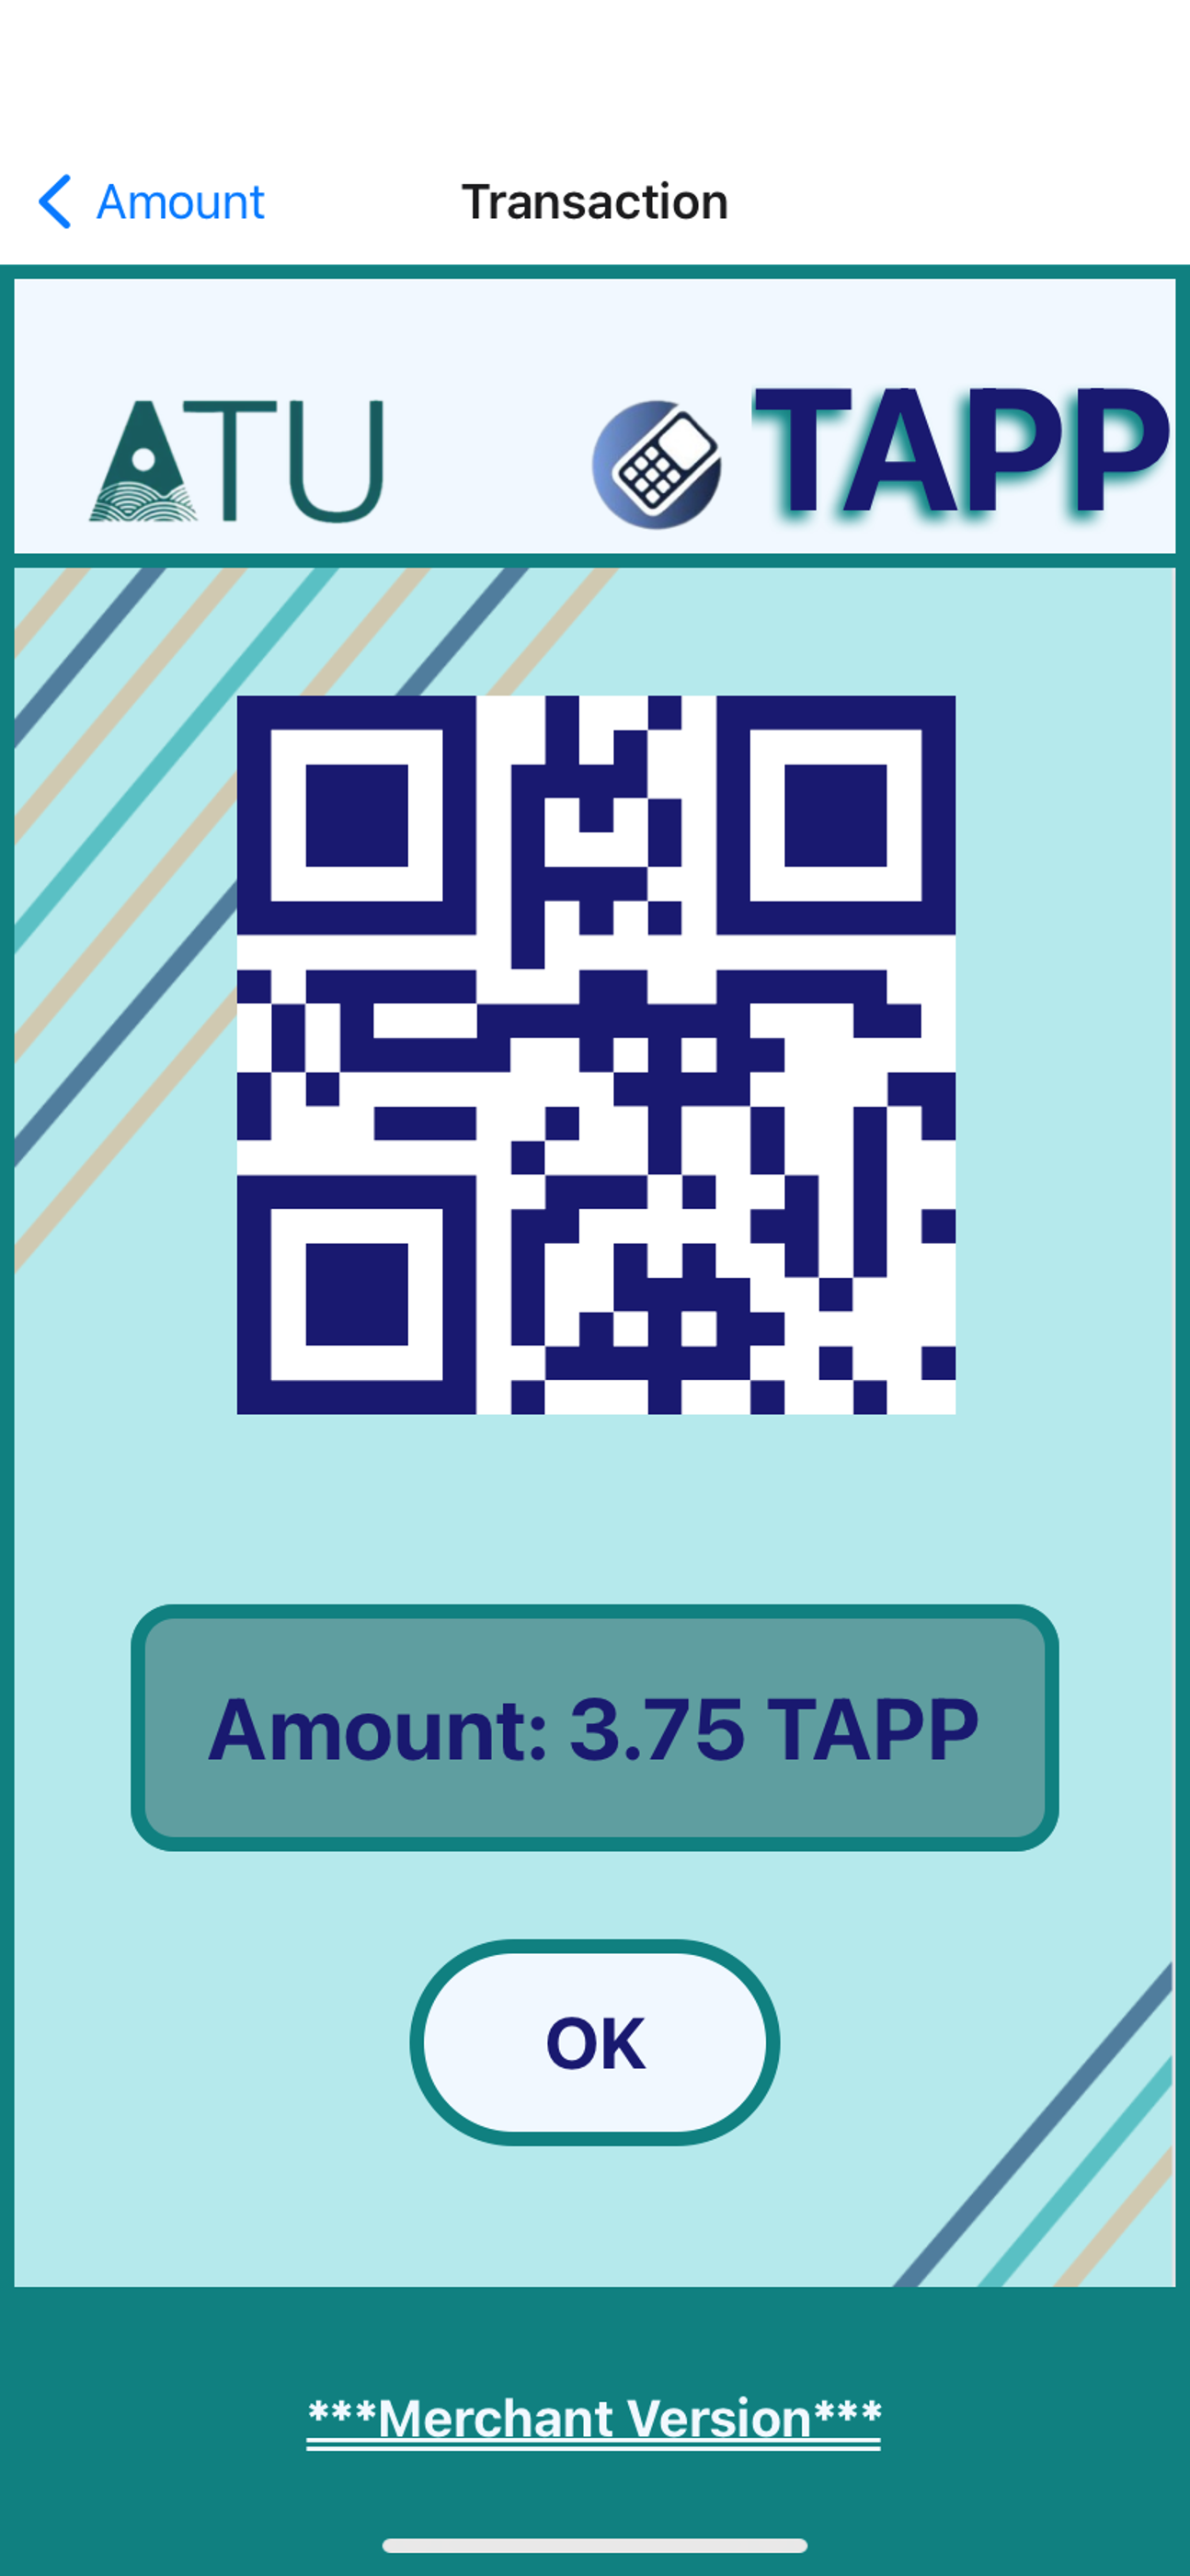 Amount
Transaction
ATU
TAPP
Amount: 3.75 TAPP
OK
***Merchant Version***